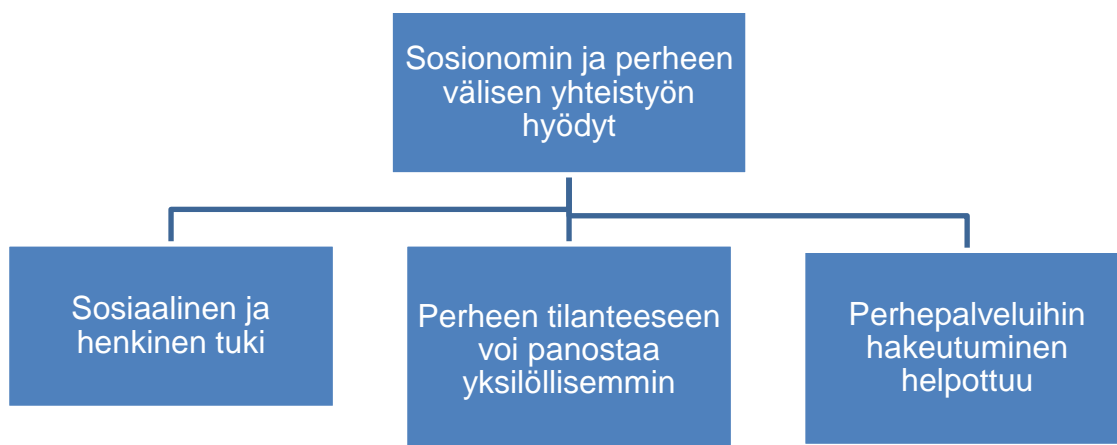 Sosionomin ja perheen
välisen yhteistyön
hyödyt
Sosiaalinen ja
henkinen tuki
Perheen tilanteeseen
voi panostaa
yksilöllisemmin
Perhepalveluihin
hakeutuminen
helpottuu